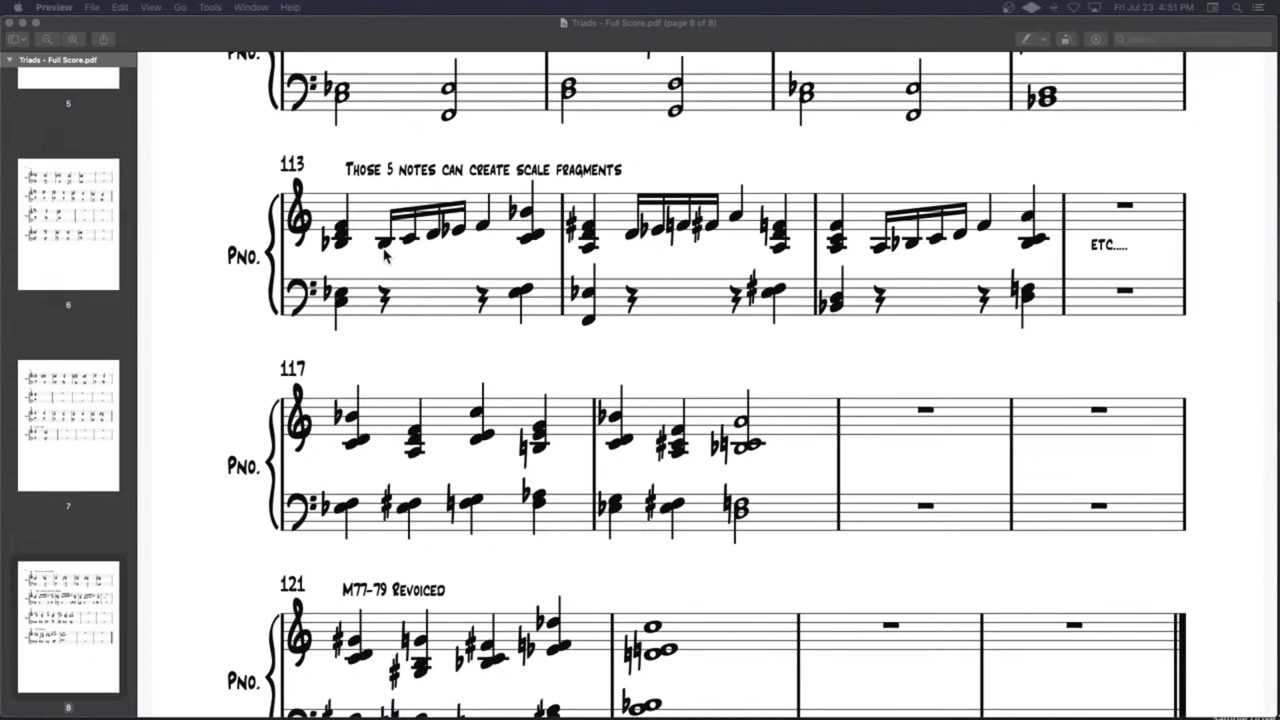 Preview File Edit View Go Tools Window Help Fri Jul 23 4:51 PM
Triads - Full Score.pdf (page 8 of 8)
Triads - Full Score.pdf
5
6
7
8
PNO.
113 THOSE 5 NOTES CAN CREATE SCALE FRAGMENTS
PNO.
ETC.....
117
PNO.
121 M77-79 REVOICED
PNO.